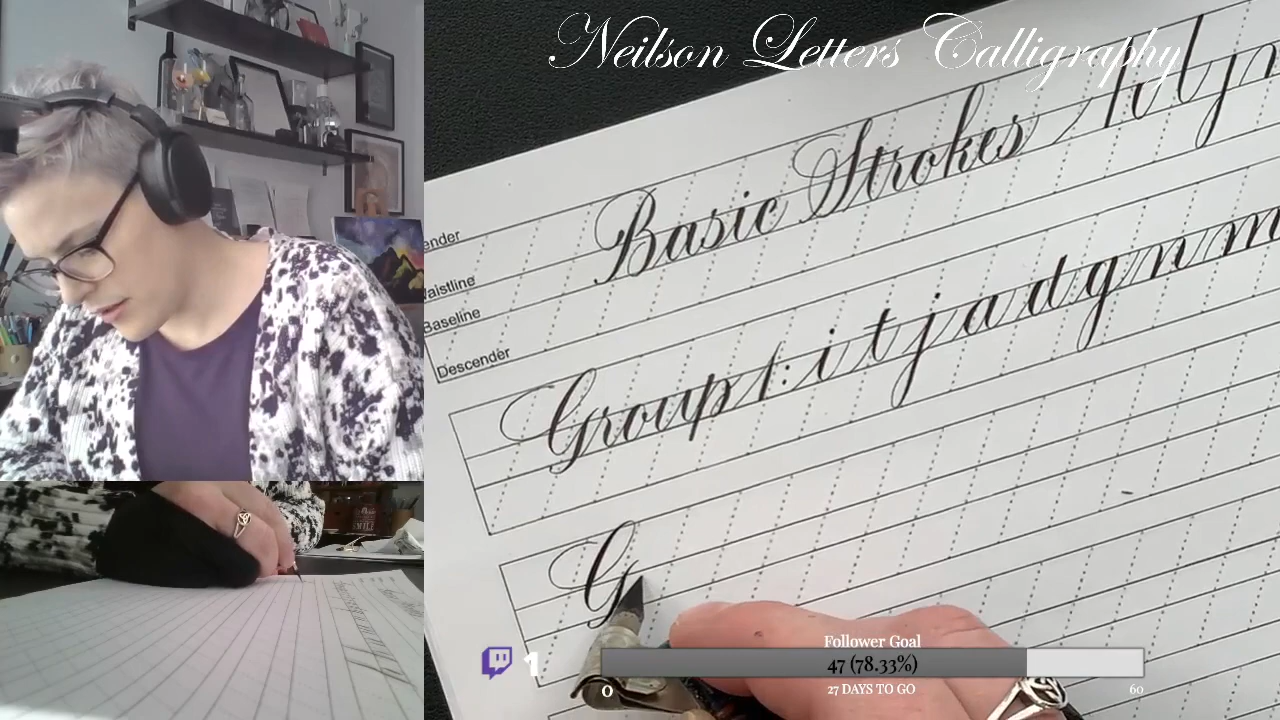 Neilson Letters Calligraphy
Basic Strokes
ender
Waistline
Baseline
Descender
Group 1: i t j a d g n m
G
Follower Goal
1
47 (78.33%)
0
27 DAYS TO GO
60